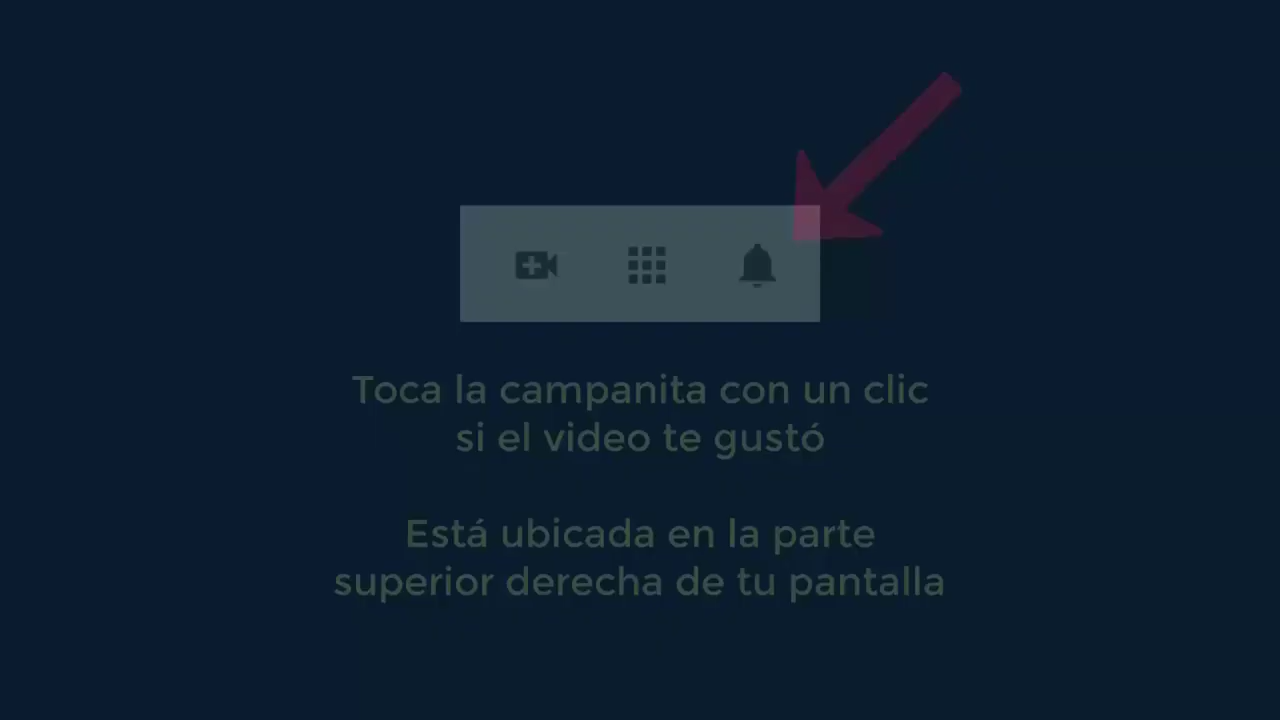 Toca la campanita con un clic
si el video te gustó
Está ubicada en la parte
superior derecha de tu pantalla